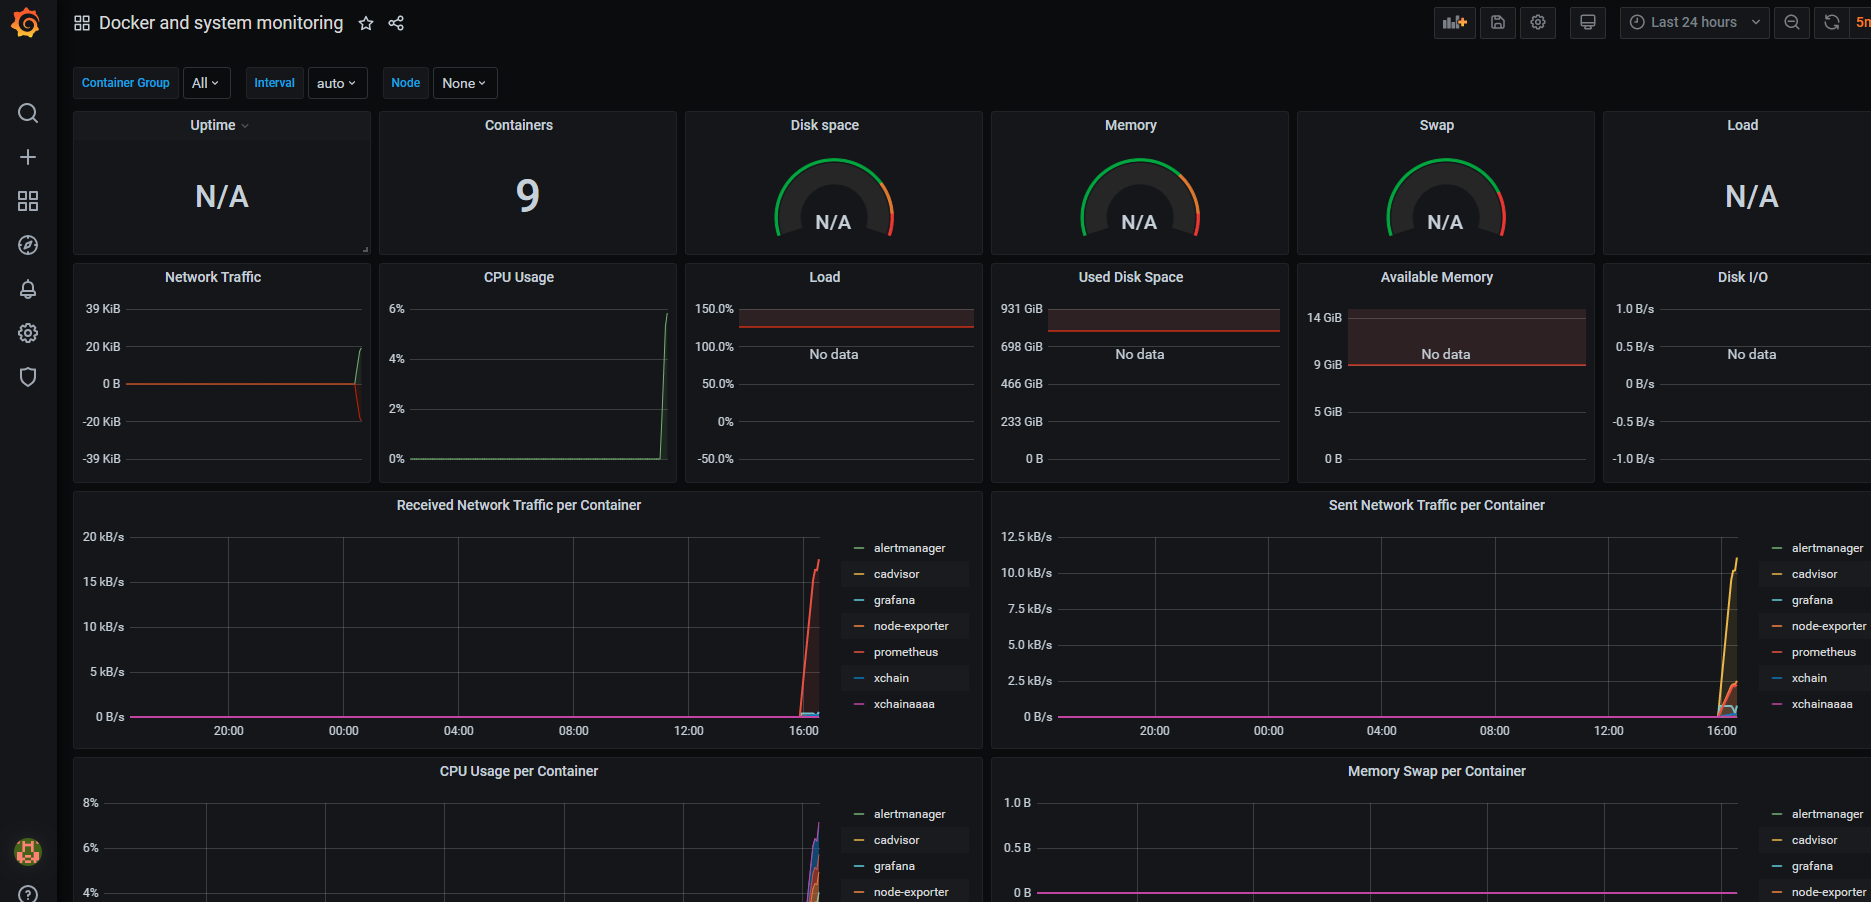 Docker and system monitoring
Last 24 hours
5m
Container Group All Interval auto Node None
Uptime
N/A
Containers
9
Disk space
N/A
Memory
N/A
Swap
N/A
Load
N/A
Network Traffic
39 KiB
20 KiB
0 B
-20 KiB
-39 KiB
CPU Usage
6%
4%
2%
0%
Load
150.0%
100.0%
50.0%
0%
-50.0%
No data
Used Disk Space
931 GiB
698 GiB
466 GiB
233 GiB
0 B
No data
Available Memory
14 GiB
9 GiB
5 GiB
0 B
No data
Disk I/O
1.0 B/s
0.5 B/s
0 B/s
-0.5 B/s
-1.0 B/s
No data
Received Network Traffic per Container
20 kB/s
15 kB/s
10 kB/s
5 kB/s
0 B/s
20:00 00:00 04:00 08:00 12:00 16:00
alertmanager
cadvisor
grafana
node-exporter
prometheus
xchain
xchainaaaa
Sent Network Traffic per Container
12.5 kB/s
10.0 kB/s
7.5 kB/s
5.0 kB/s
2.5 kB/s
0 B/s
20:00 00:00 04:00 08:00 12:00 16:00
alertmanager
cadvisor
grafana
node-exporter
prometheus
xchain
xchainaaaa
CPU Usage per Container
8%
6%
4%
alertmanager
cadvisor
grafana
node-exporter
Memory Swap per Container
1.0 B
0.5 B
0 B
alertmanager
cadvisor
grafana
node-exporter